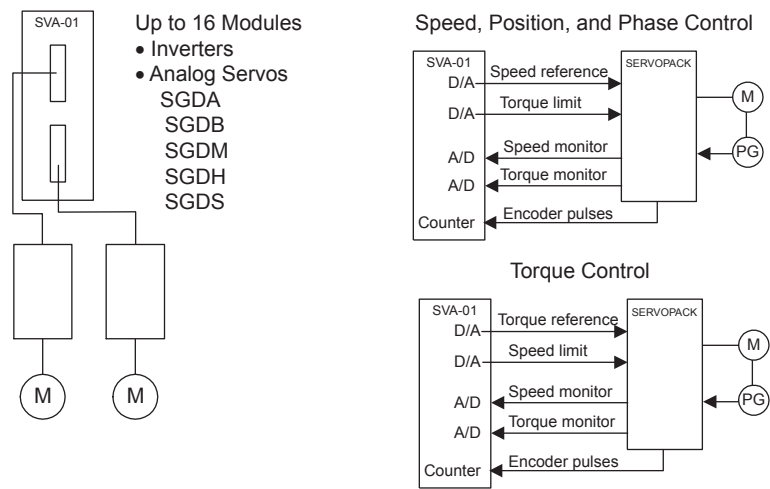 SVA-01
Up to 16 Modules
• Inverters
• Analog Servos
SGDA
SGDB
SGDM
SGDH
SGDS
M
M
Speed, Position, and Phase Control
SVA-01
SERVOPACK
D/A
Speed reference
M
D/A
Torque limit
A/D
Speed monitor
PG
A/D
Torque monitor
Counter
Encoder pulses
Torque Control
SVA-01
SERVOPACK
D/A
Torque reference
M
D/A
Speed limit
A/D
Speed monitor
PG
A/D
Torque monitor
Counter
Encoder pulses